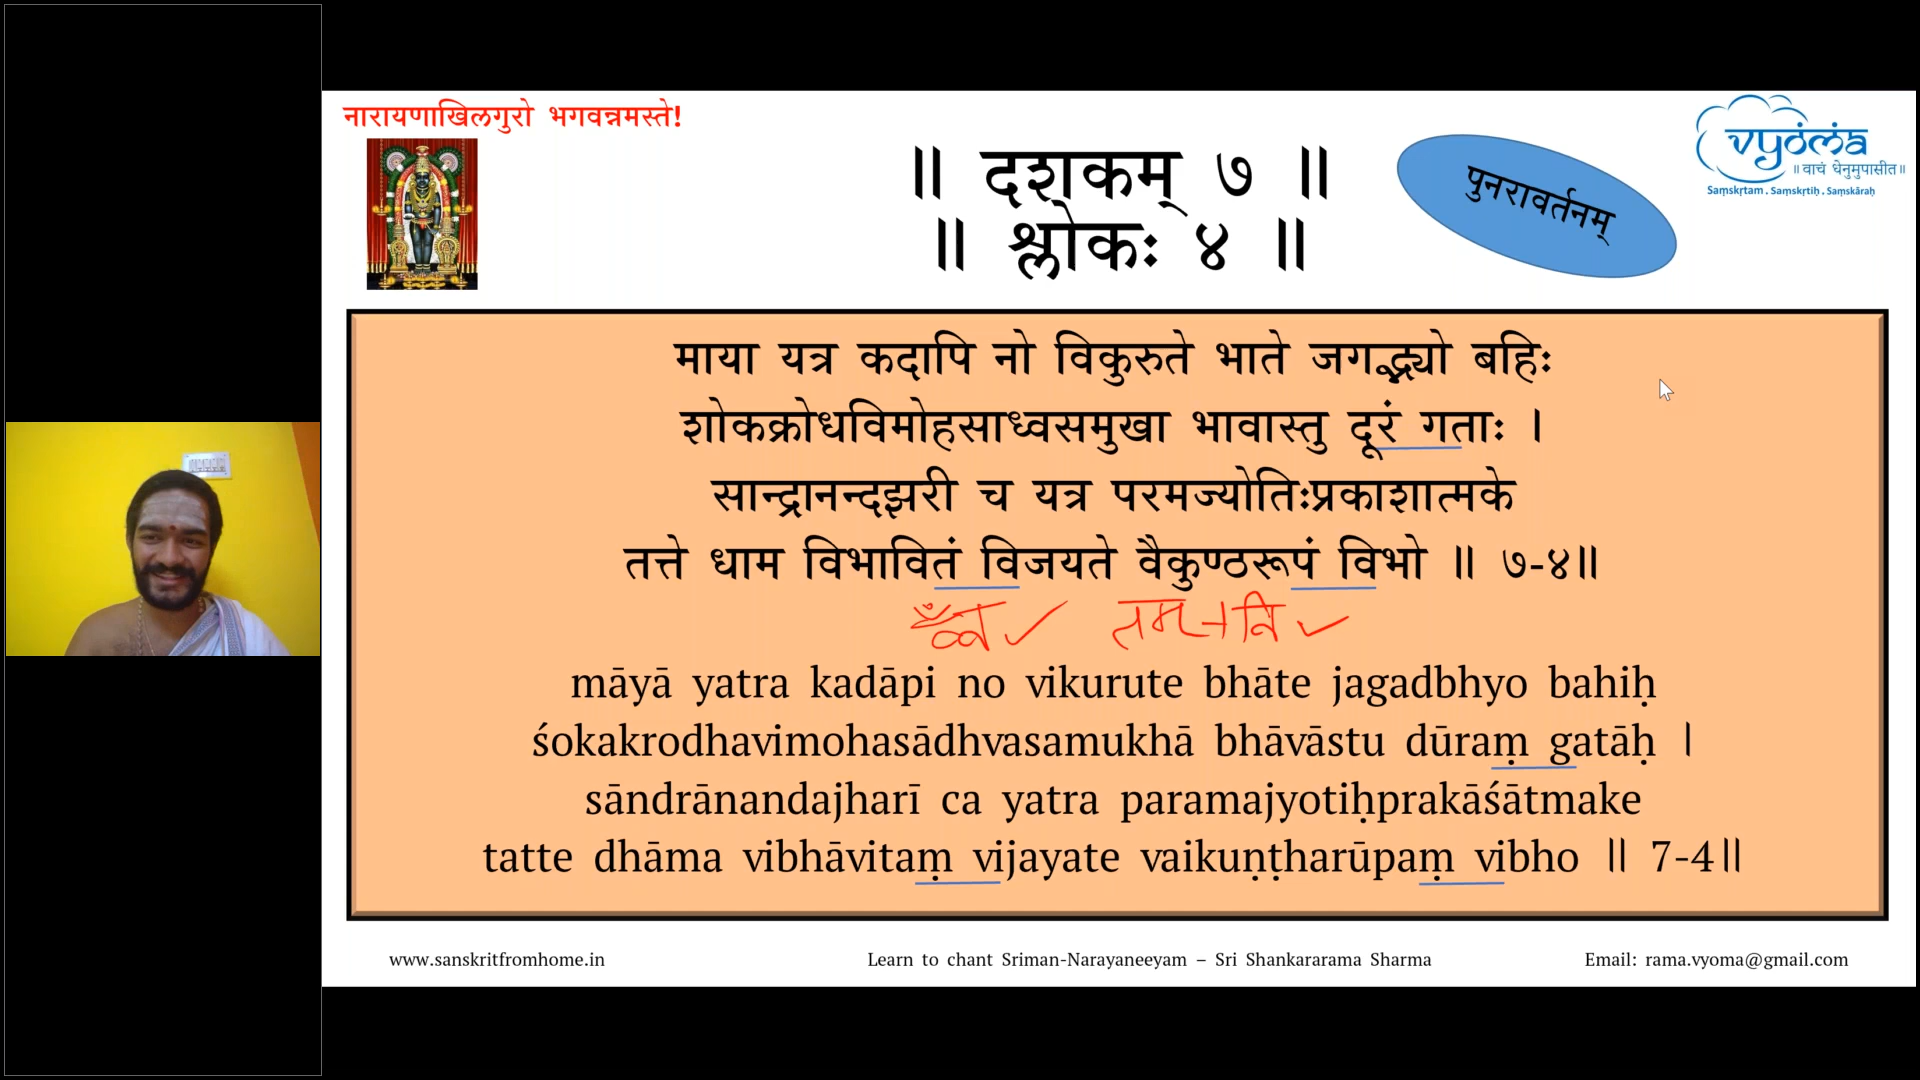 नारायणाखिलगुरो भगवन्नमस्ते!
॥ दशकम् ७ ॥
॥ श्लोकः ४ ॥
पुनरावर्तनम्
vyoma
॥ वाचं धेनुमुपासीत॥
Saṃskṛtam . Saṃskṛtiḥ . Saṃskāraḥ
माया यत्र कदापि नो विकुरुते भाते जगद्भ्यो बहिः
शोकक्रोधविमोहसाध्वसमुखा भावास्तु दूरं गताः ।
सान्द्रानन्दझरी च यत्र परमज्योतिःप्रकाशात्मके
तत्ते धाम विभावितं विजयते वैकुण्ठरूपं विभो ॥ ७-४॥
तम् + वि
māyā yatra kadāpi no vikurute bhāte jagadbhyo bahiḥ
śokakrodhavimohasādhvasamukhā bhāvāstu dūraṃ gatāḥ ।
sāndrānandajharī ca yatra paramajyotiḥprakāśātmake
tatte dhāma vibhāvitaṃ vijayate vaikuṇṭharūpaṃ vibho ॥ 7-4॥
www.sanskritfromhome.in
Learn to chant Sriman-Narayaneeyam – Sri Shankararama Sharma
Email: rama.vyoma@gmail.com